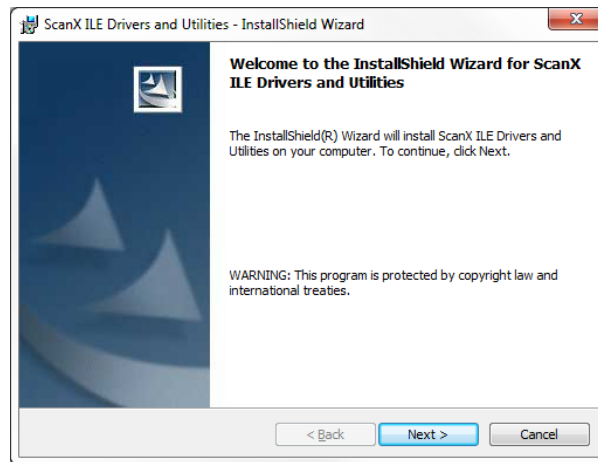 ScanX ILE Drivers and Utilities - InstallShield Wizard
Welcome to the InstallShield Wizard for ScanX
ILE Drivers and Utilities
The InstallShield(R) Wizard will install ScanX ILE Drivers and
Utilities on your computer. To continue, click Next.
WARNING: This program is protected by copyright law and
international treaties.
< Back Next > Cancel